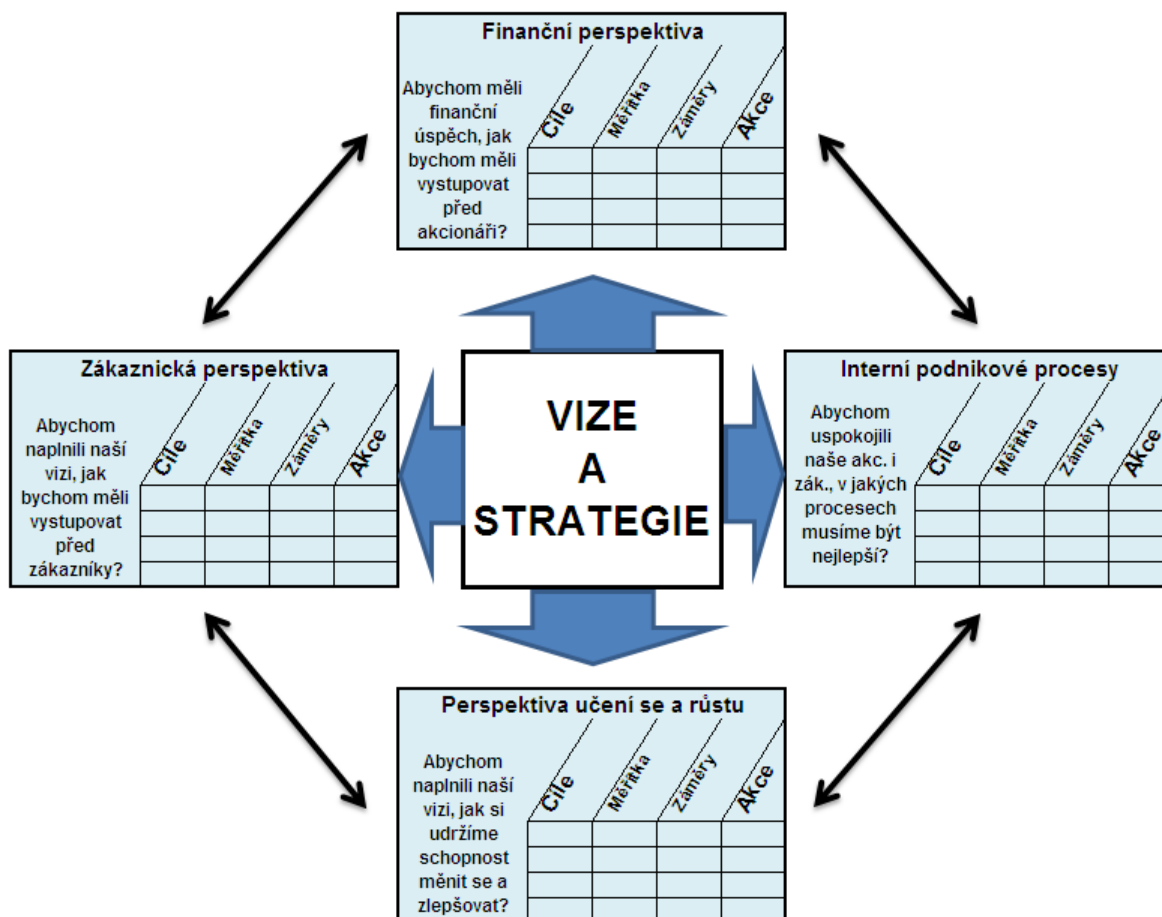 Finanční perspektiva
Abychom měli
finanční
úspěch, jak
bychom měli
vystupovat
před
akcionáři?
Cíle
Měřítka
Záměry
Akce
Zákaznická perspektiva
Abychom
naplnili naší
vizi, jak
bychom měli
vystupovat
před
zákazníky?
Cíle
Měřítka
Záměry
Akce
VIZE
A
STRATEGIE
Interní podnikové procesy
Abychom
uspokojili
naše akc. i
zák., v jakých
procesech
musíme být
nejlepší?
Cíle
Měřítka
Záměry
Akce
Perspektiva učení se a růstu
Abychom
naplnili naší
vizi, jak si
udržíme
schopnost
měnit se a
zlepšovat?
Cíle
Měřítka
Záměry
Akce